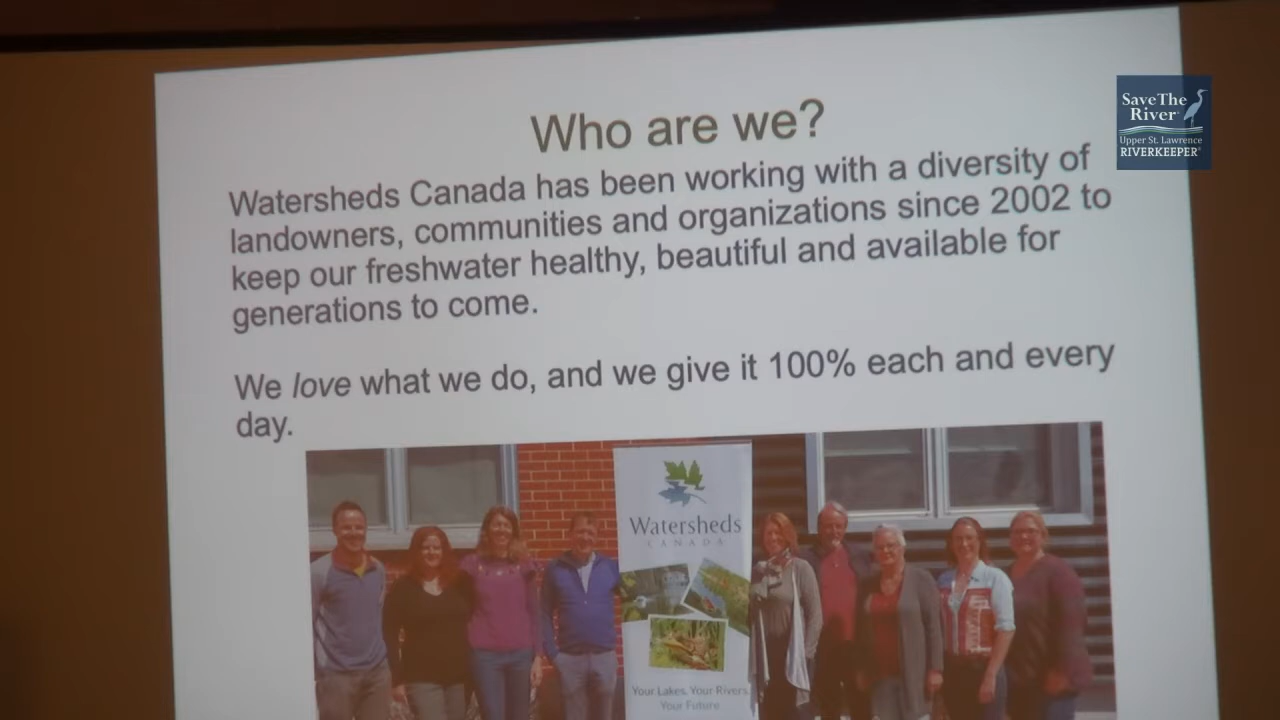 Who are we?
Watersheds Canada has been working with a diversity of
landowners, communities and organizations since 2002 to
keep our freshwater healthy, beautiful and available for
generations to come.
We love what we do, and we give it 100% each and every
day.
Save The
River
Upper St. Lawrence
RIVERKEEPER®
Watersheds
CANADA
Your Lakes. Your Rivers.
Your Future